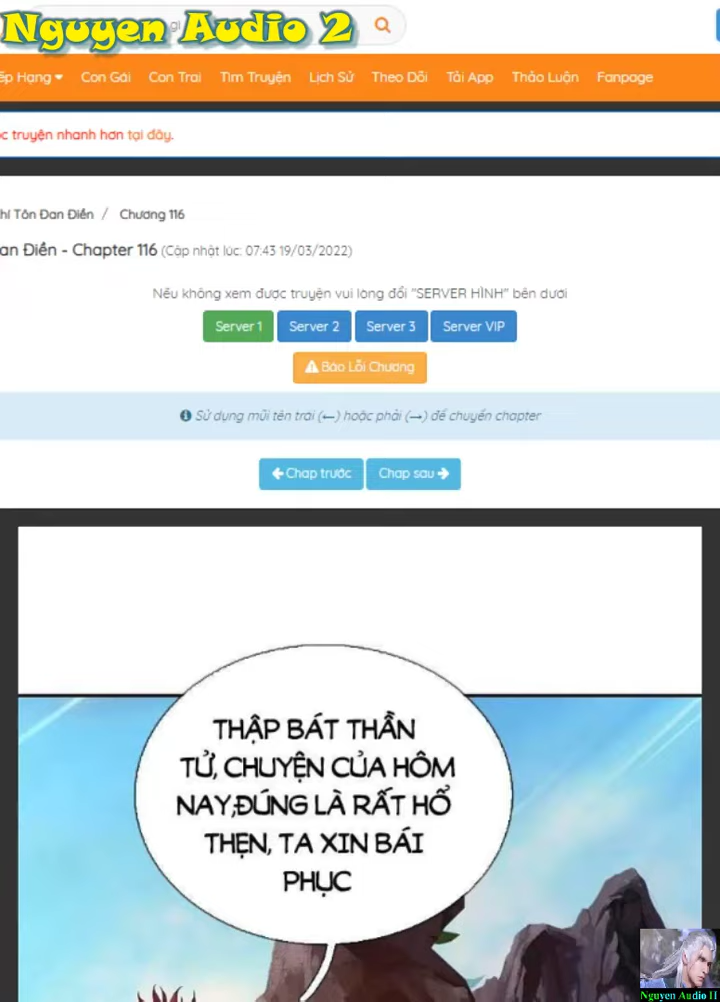 Nguyen Audio 2
ếp Hạng Con Gái Con Trai Tìm Truyện Lịch Sử Theo Dõi Tải App Thảo Luận Fanpage
ọc truyện nhanh hơn tại đây.
hí Tôn Đan Điền / Chương 116
an Điền - Chapter 116 (Cập nhật lúc: 07:43 19/03/2022)
Nếu không xem được truyện vui lòng đổi "SERVER HÌNH" bên dưới
Server 1 Server 2 Server 3 Server VIP
Báo Lỗi Chương
Sử dụng mũi tên trái (←) hoặc phải (→) để chuyển chapter
Chap trước Chap sau
THẬP BÁT THẦN
TỬ, CHUYỆN CỦA HÔM
NAY,ĐÚNG LÀ RẤT HỔ
THẸN, TA XIN BÁI
PHỤC
Nguyen Audio II